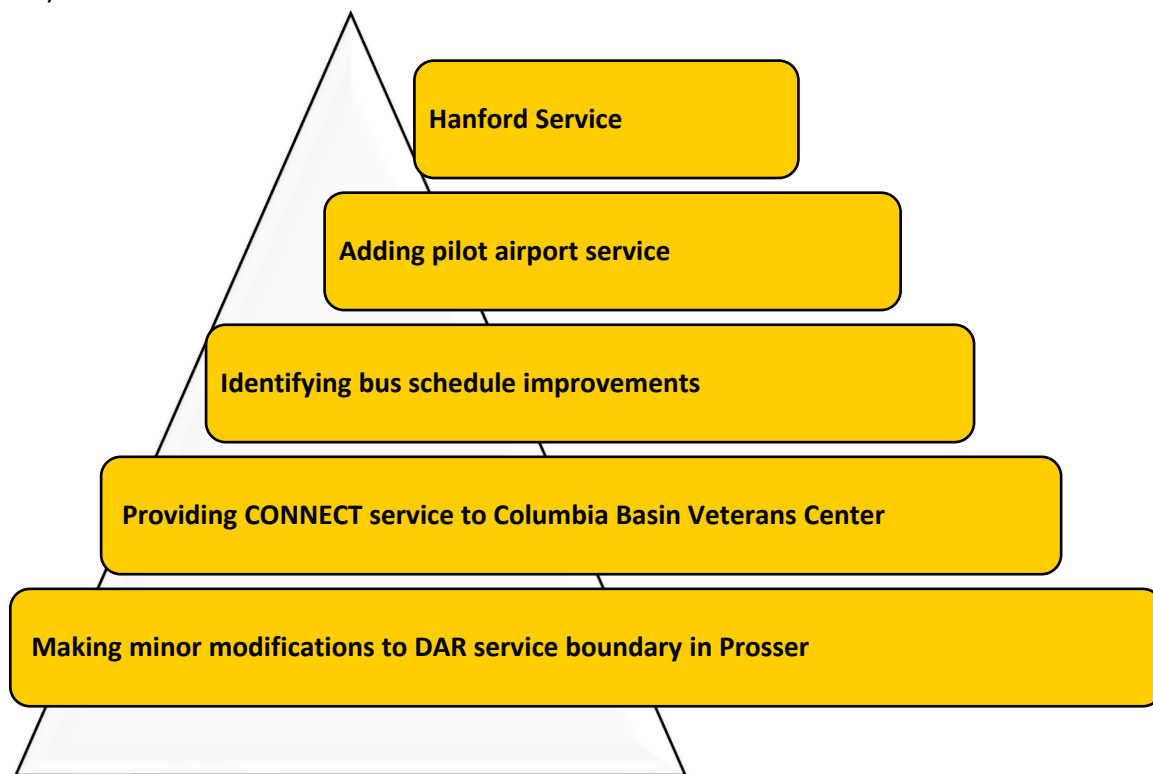 Hanford Service
Adding pilot airport service
Identifying bus schedule improvements
Providing CONNECT service to Columbia Basin Veterans Center
Making minor modifications to DAR service boundary in Prosser